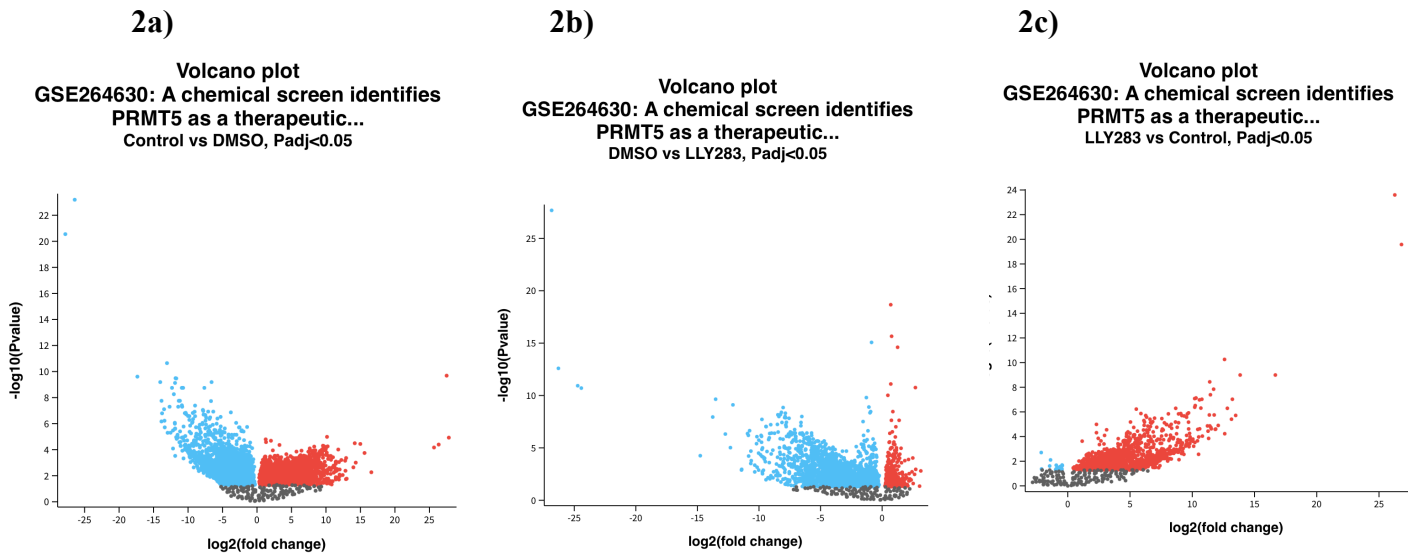 2a)
Volcano plot
GSE264630: A chemical screen identifies
PRMT5 as a therapeutic...
Control vs DMSO, Padj<0.05
-log10(Pvalue)
22
20
18
16
14
12
10
8
6
4
2
0
-25
-20
-15
-10
-5
0
5
10
15
20
25
log2(fold change)
2b)
Volcano plot
GSE264630: A chemical screen identifies
PRMT5 as a therapeutic...
DMSO vs LLY283, Padj<0.05
-log10(Pvalue)
25
20
15
10
5
0
-25
-20
-15
-10
-5
0
log2(fold change)
2c)
Volcano plot
GSE264630: A chemical screen identifies
PRMT5 as a therapeutic...
LLY283 vs Control, Padj<0.05
24
22
20
18
16
14
12
10
8
6
4
2
0
0
5
10
15
20
25
log2(fold change)